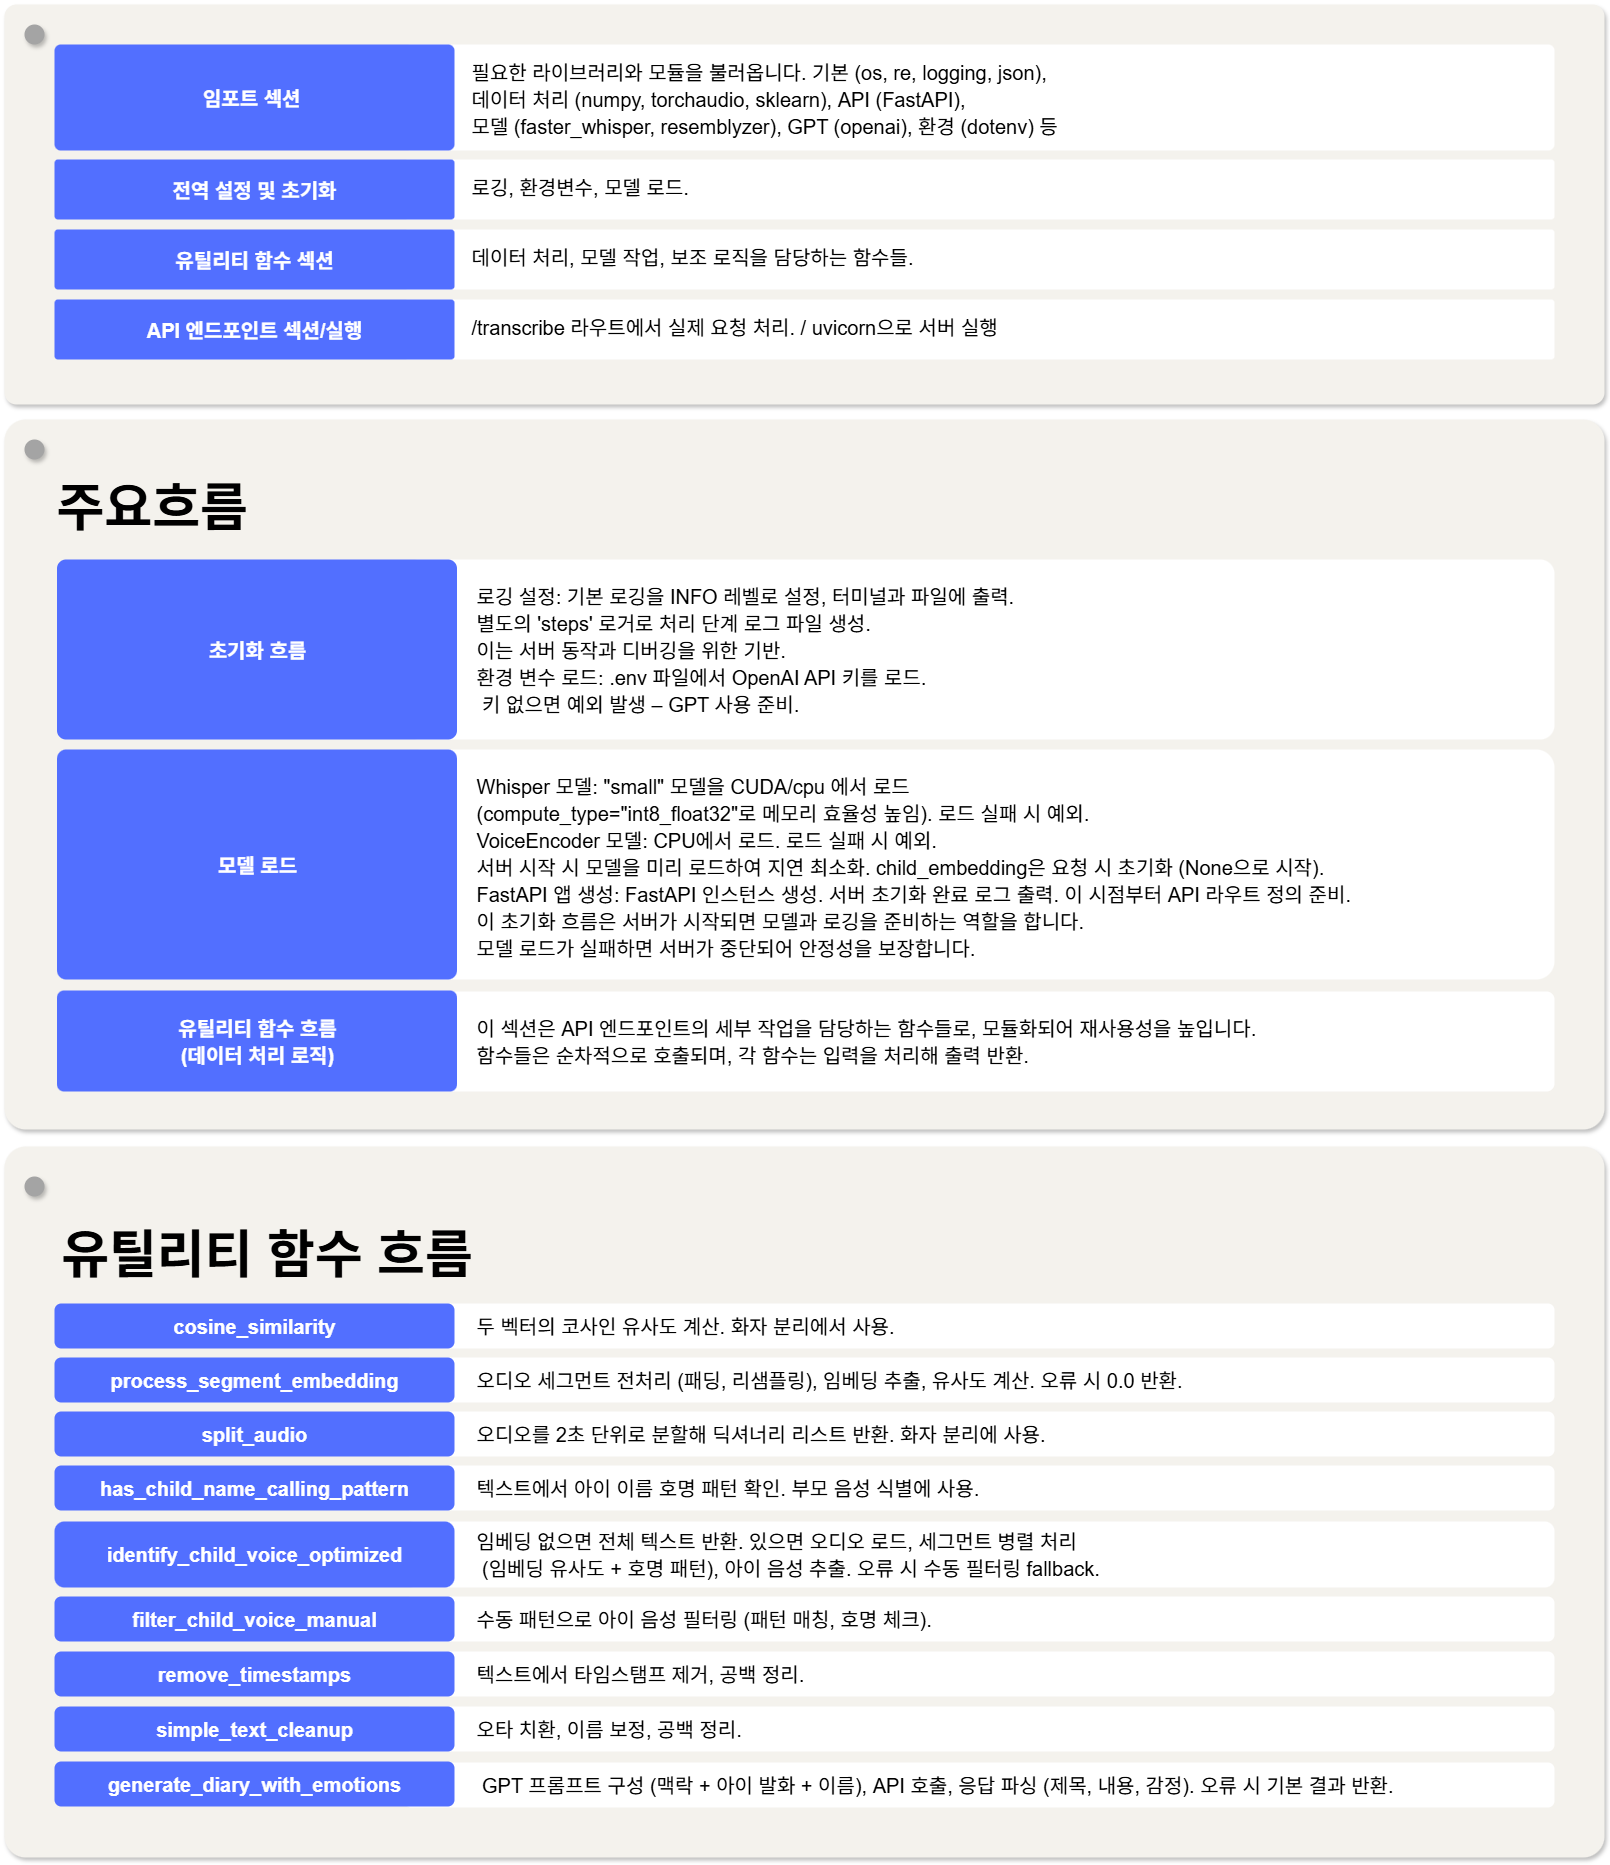 임포트 섹션
필요한 라이브러리와 모듈을 불러옵니다. 기본 (os, re, logging, json),
데이터 처리 (numpy, torchaudio, sklearn), API (FastAPI),
모델 (faster_whisper, resemblyzer), GPT (openai), 환경 (dotenv) 등
전역 설정 및 초기화
로깅, 환경변수, 모델 로드.
유틸리티 함수 섹션
데이터 처리, 모델 작업, 보조 로직을 담당하는 함수들.
API 엔드포인트 섹션/실행
/transcribe 라우트에서 실제 요청 처리. / uvicorn으로 서버 실행
주요흐름
초기화 흐름
로깅 설정: 기본 로깅을 INFO 레벨로 설정, 터미널과 파일에 출력.
별도의 'steps' 로거로 처리 단계 로그 파일 생성.
이는 서버 동작과 디버깅을 위한 기반.
환경 변수 로드: .env 파일에서 OpenAI API 키를 로드.
키 없으면 예외 발생 – GPT 사용 준비.
모델 로드
Whisper 모델: "small" 모델을 CUDA/cpu 에서 로드
(compute_type="int8_float32"로 메모리 효율성 높임). 로드 실패 시 예외.
VoiceEncoder 모델: CPU에서 로드. 로드 실패 시 예외.
서버 시작 시 모델을 미리 로드하여 지연 최소화. child_embedding은 요청 시 초기화 (None으로 시작).
FastAPI 앱 생성: FastAPI 인스턴스 생성. 서버 초기화 완료 로그 출력. 이 시점부터 API 라우트 정의 준비.
이 초기화 흐름은 서버가 시작되면 모델과 로깅을 준비하는 역할을 합니다.
모델 로드가 실패하면 서버가 중단되어 안정성을 보장합니다.
유틸리티 함수 흐름
(데이터 처리 로직)
이 섹션은 API 엔드포인트의 세부 작업을 담당하는 함수들로, 모듈화되어 재사용성을 높입니다.
함수들은 순차적으로 호출되며, 각 함수는 입력을 처리해 출력 반환.
유틸리티 함수 흐름
cosine_similarity
두 벡터의 코사인 유사도 계산. 화자 분리에서 사용.
process_segment_embedding
오디오 세그먼트 전처리 (패딩, 리샘플링), 임베딩 추출, 유사도 계산. 오류 시 0.0 반환.
split_audio
오디오를 2초 단위로 분할해 딕셔너리 리스트 반환. 화자 분리에 사용.
has_child_name_calling_pattern
텍스트에서 아이 이름 호명 패턴 확인. 부모 음성 식별에 사용.
identify_child_voice_optimized
임베딩 없으면 전체 텍스트 반환. 있으면 오디오 로드, 세그먼트 병렬 처리
(임베딩 유사도 + 호명 패턴), 아이 음성 추출. 오류 시 수동 필터링 fallback.
filter_child_voice_manual
수동 패턴으로 아이 음성 필터링 (패턴 매칭, 호명 체크).
remove_timestamps
텍스트에서 타임스탬프 제거, 공백 정리.
simple_text_cleanup
오타 치환, 이름 보정, 공백 정리.
generate_diary_with_emotions
GPT 프롬프트 구성 (맥락 + 아이 발화 + 이름), API 호출, 응답 파싱 (제목, 내용, 감정). 오류 시 기본 결과 반환.